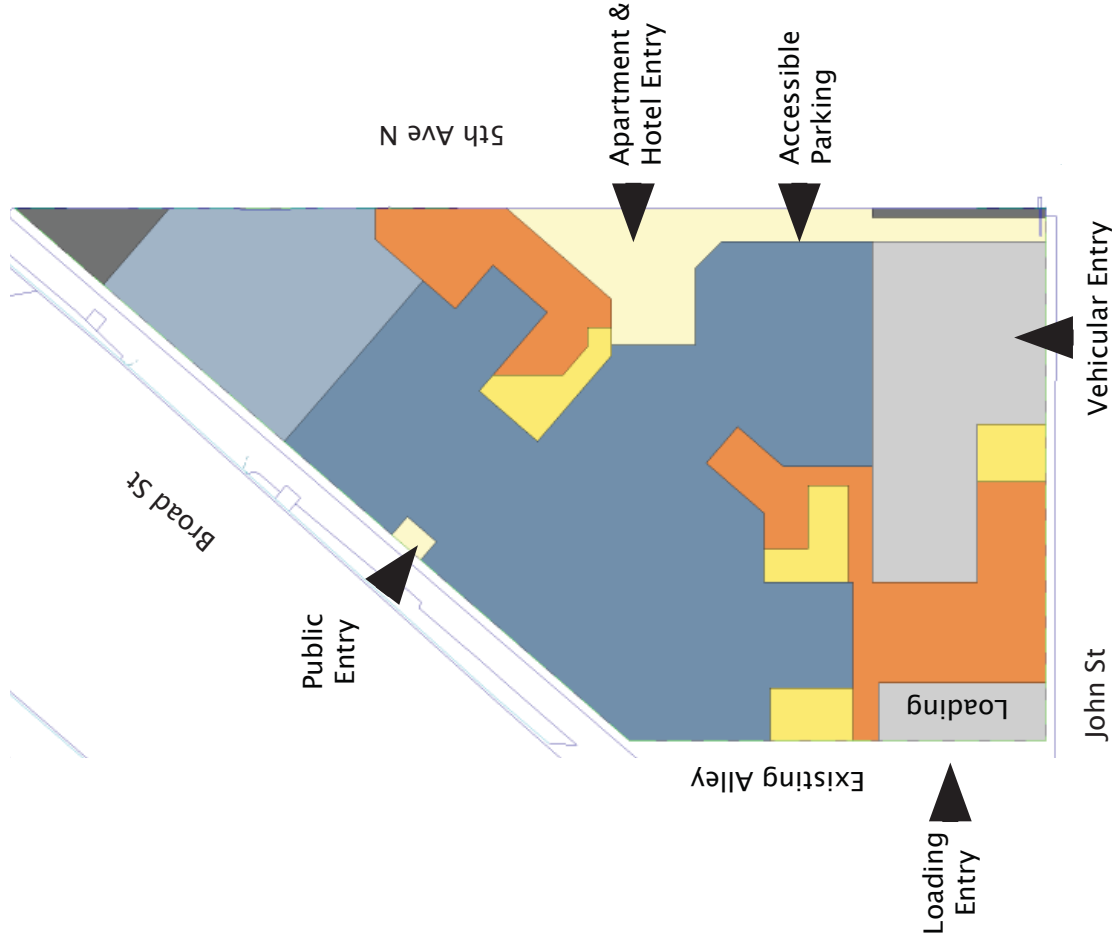 Apartment &
Hotel Entry
5th Ave N
Accessible
Parking
Broad St
Public
Entry
Vehicular Entry
Loading
John St
Existing Alley
Loading
Entry